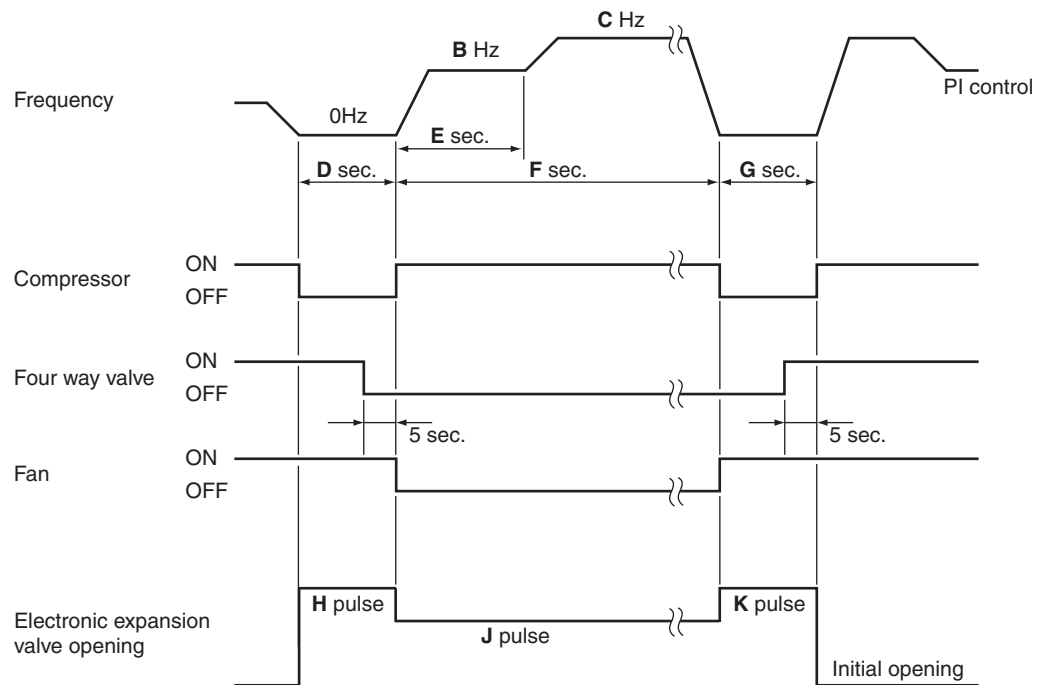 C Hz
B Hz
Frequency
PI control
0Hz
E sec.
D sec.
F sec.
G sec.
Compressor
ON
OFF
Four way valve
ON
OFF
5 sec.
5 sec.
Fan
ON
OFF
Electronic expansion
valve opening
H pulse
J pulse
K pulse
Initial opening